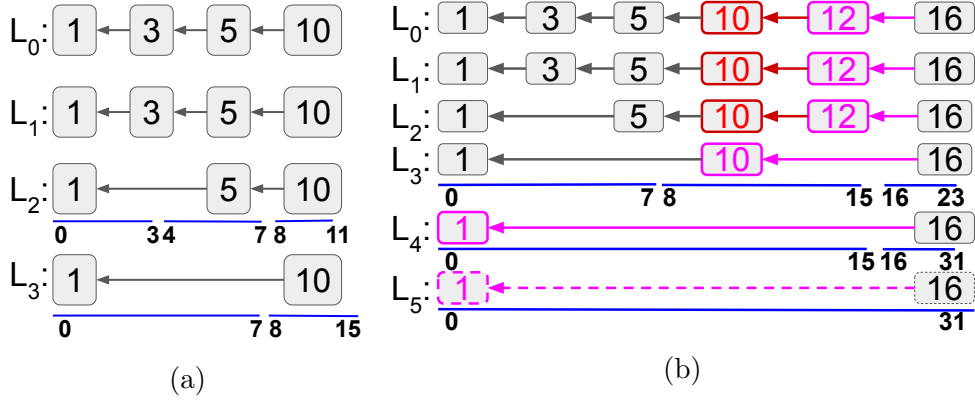 L0: 1 3 5 10
L1: 1 3 5 10
L2: 1 5 10
0 3 4 7 8 11
L3: 1 10
0 7 8 15
(a)
L0: 1 3 5 10 12 16
L1: 1 3 5 10 12 16
L2: 1 5 10 12 16
L3: 1 10 16
0 7 8 15 16 23
L4: 1 16
0 15 16 31
L5: 1 16
0 31
(b)